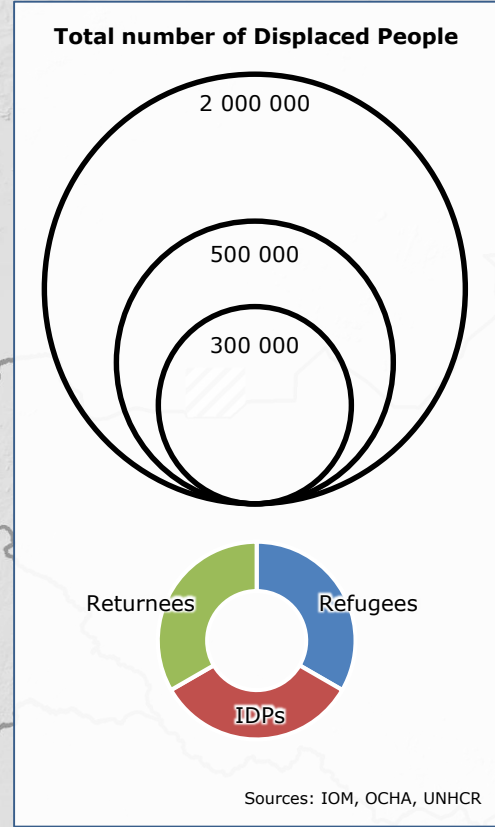 Total number of Displaced People
2 000 000
500 000
300 000
Returnees
Refugees
IDPs
Sources: IOM, OCHA, UNHCR